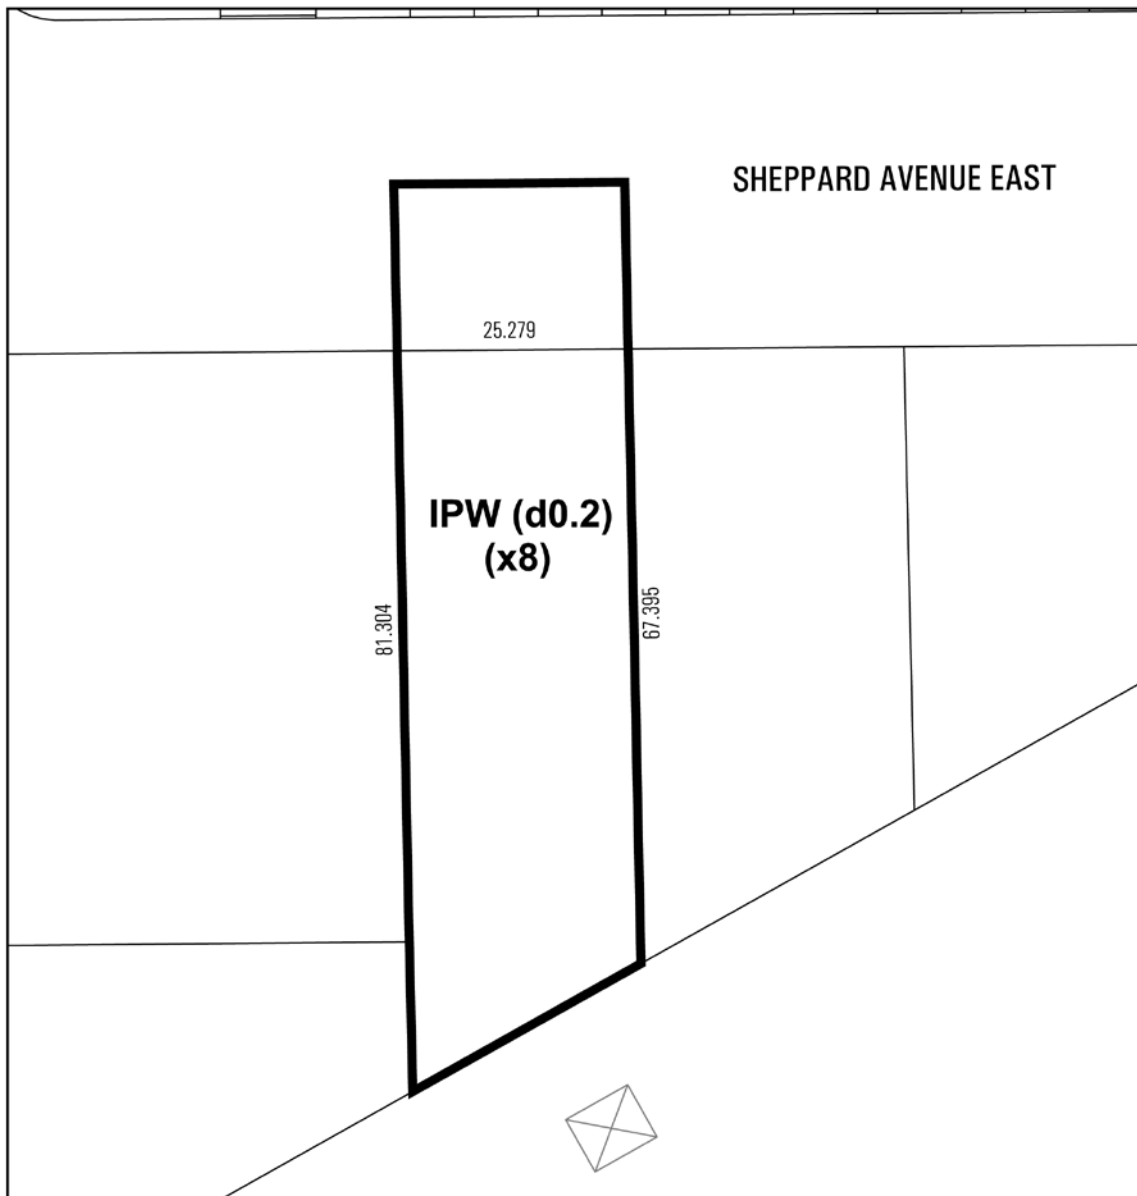 SHEPPARD AVENUE EAST
25.279
IPW (d0.2)
(x8)
81.304
67.395